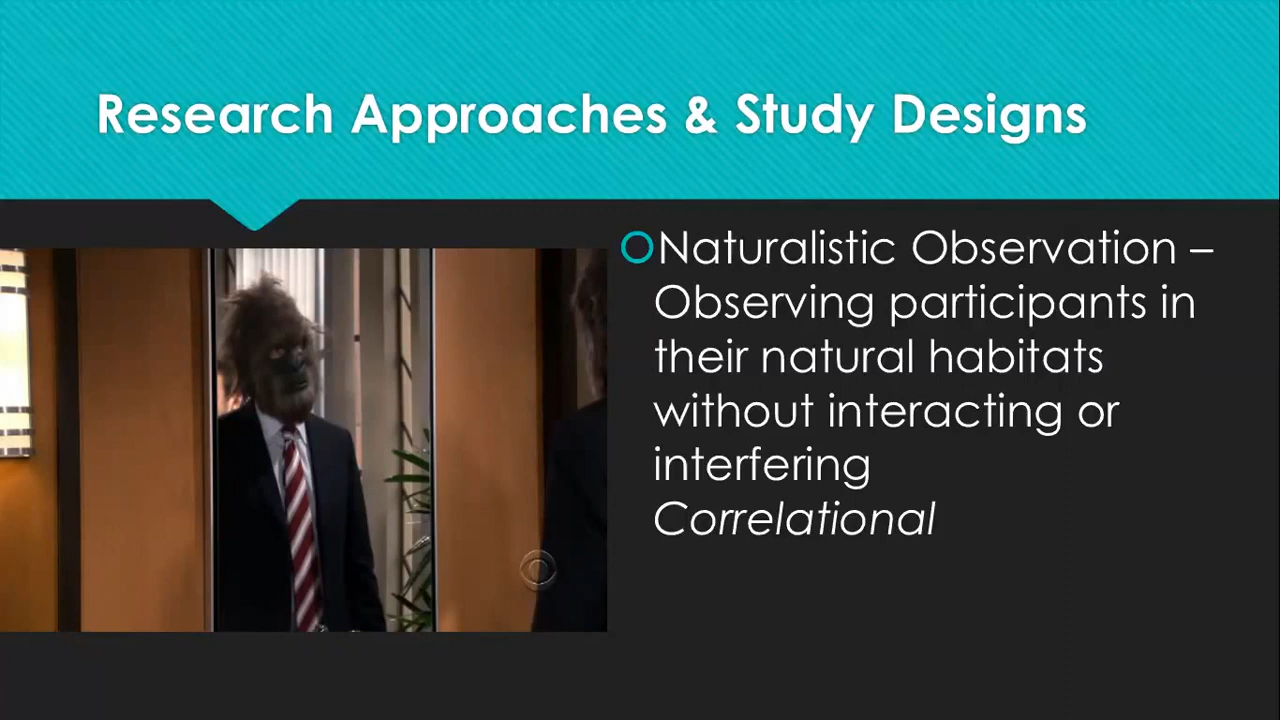 Research Approaches & Study Designs
Naturalistic Observation –
Observing participants in
their natural habitats
without interacting or
interfering
Correlational